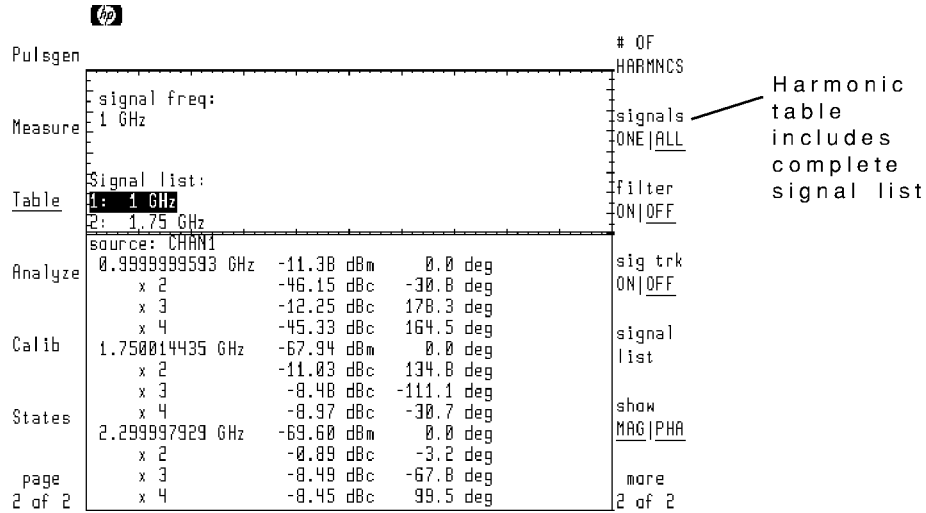 hp
Pulsgen
Measure
Table
Analyze
Calib
States
page
2 of 2
signal freq:
1 GHz
Signal list:
1: 1 GHz
2: 1.75 GHz
source: CHAN1
0.9999999593 GHz -11.38 dBm 0.0 deg
x 2 -46.15 dBc -30.8 deg
x 3 -12.25 dBc 178.3 deg
x 4 -45.33 dBc 164.5 deg
1.750014435 GHz -67.94 dBm 0.0 deg
x 2 -11.03 dBc 134.8 deg
x 3 -8.48 dBc -111.1 deg
x 4 -8.97 dBc -30.7 deg
2.299997929 GHz -69.60 dBm 0.0 deg
x 2 -0.89 dBc -3.2 deg
x 3 -8.49 dBc -67.8 deg
x 4 -8.45 dBc 99.5 deg
# OF
HARMNCS
signals
ONE|ALL
filter
ON|OFF
sig trk
ON|OFF
signal
list
show
MAG|PHA
more
2 of 2
Harmonic
table
includes
complete
signal list